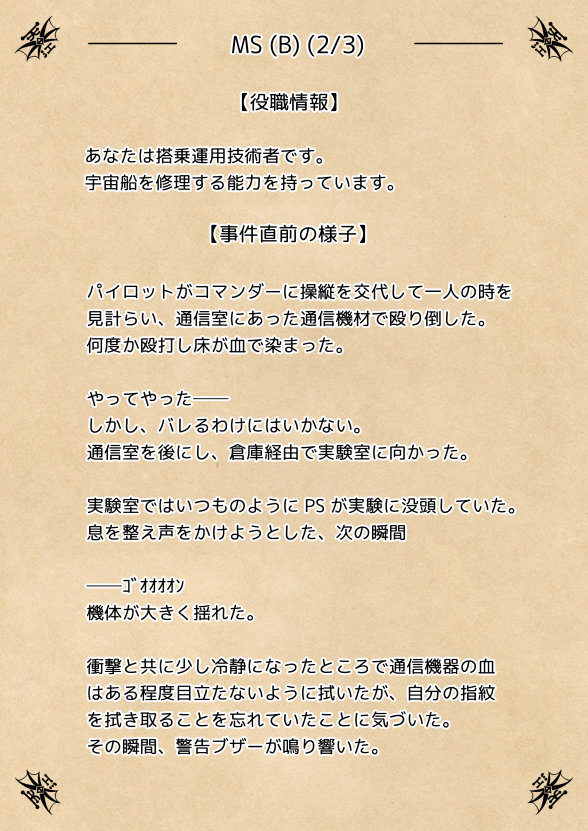 MS (B) (2/3)
【役職情報】
あなたは搭乗運用技術者です。
宇宙船を修理する能力を持っています。
【事件直前の様子】
パイロットがコマンダーに操縦を交代して一人の時を
見計らい、通信室にあった通信機材で殴り倒した。
何度か殴打し床が血で染まった。
やってやった――
しかし、バレるわけにはいかない。
通信室を後にし、倉庫経由で実験室に向かった。
実験室ではいつものように PS が実験に没頭していた。
息を整え声をかけようとした、次の瞬間
――ｺﾞｵｵｵｵﾝ
機体が大きく揺れた。
衝撃と共に少し冷静になったところで通信機器の血
はある程度目立たないように拭いたが、自分の指紋
を拭き取ることを忘れていたことに気づいた。
その瞬間、警告ブザーが鳴り響いた。